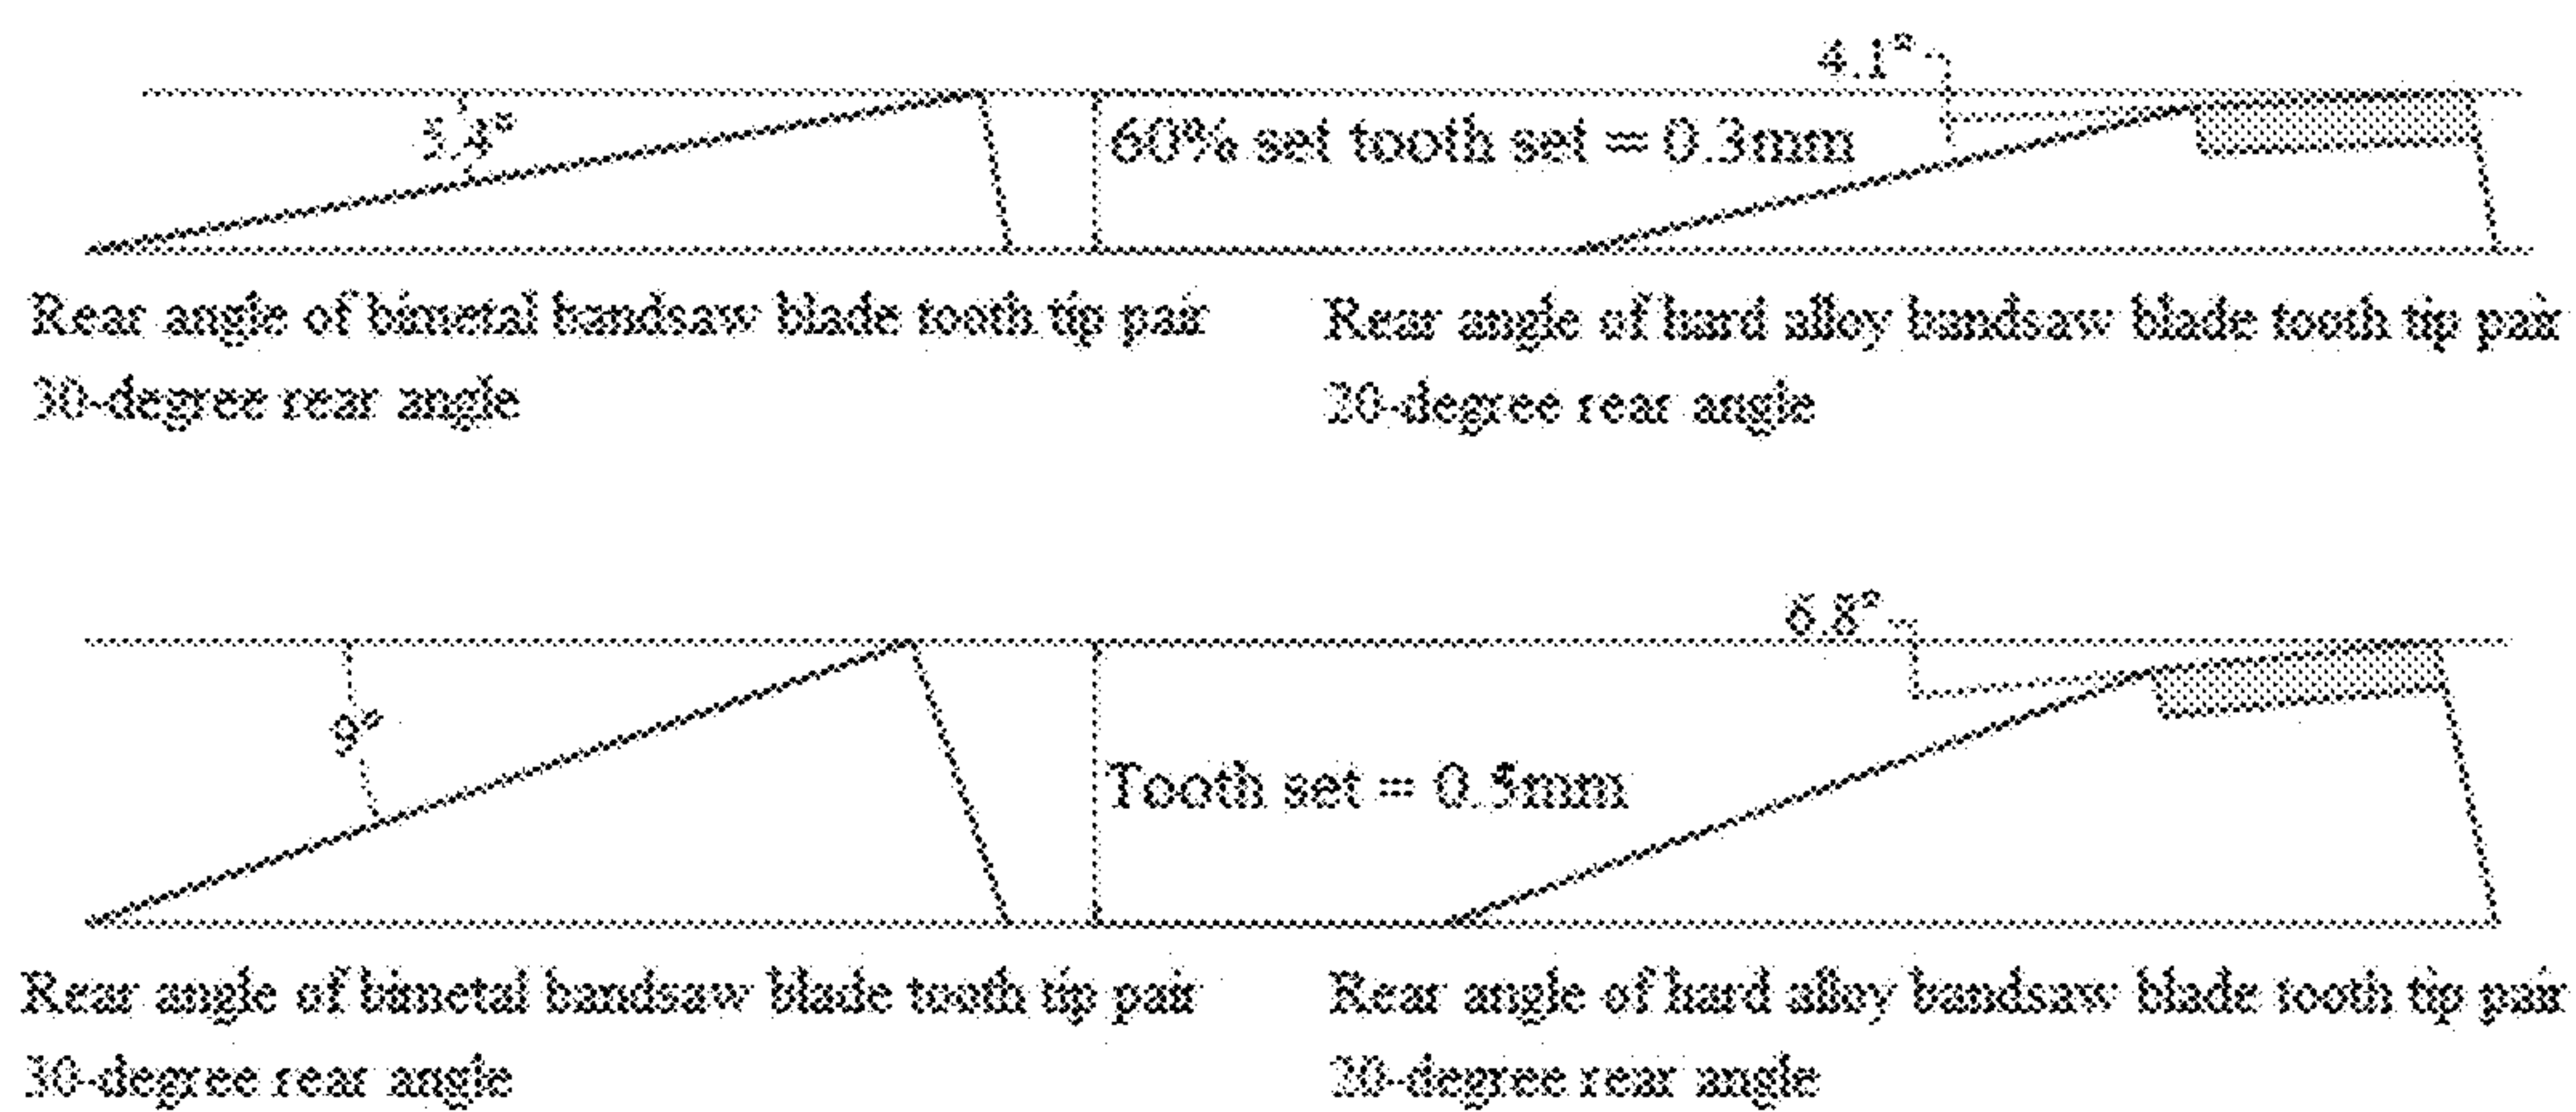 4.1°
5.4°
60% set tooth set = 0.3mm
Rear angle of bimetal bandsaw blade tooth tip pair
30-degree rear angle
Rear angle of hard alloy bandsaw blade tooth tip pair
20-degree rear angle
6.8°
9°
Tooth set = 0.5mm
Rear angle of bimetal bandsaw blade tooth tip pair
30-degree rear angle
Rear angle of hard alloy bandsaw blade tooth tip pair
20-degree rear angle